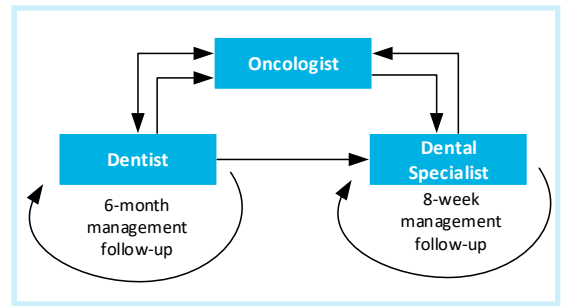 Oncologist
Dentist
Dental
Specialist
6-month
management
follow-up
8-week
management
follow-up